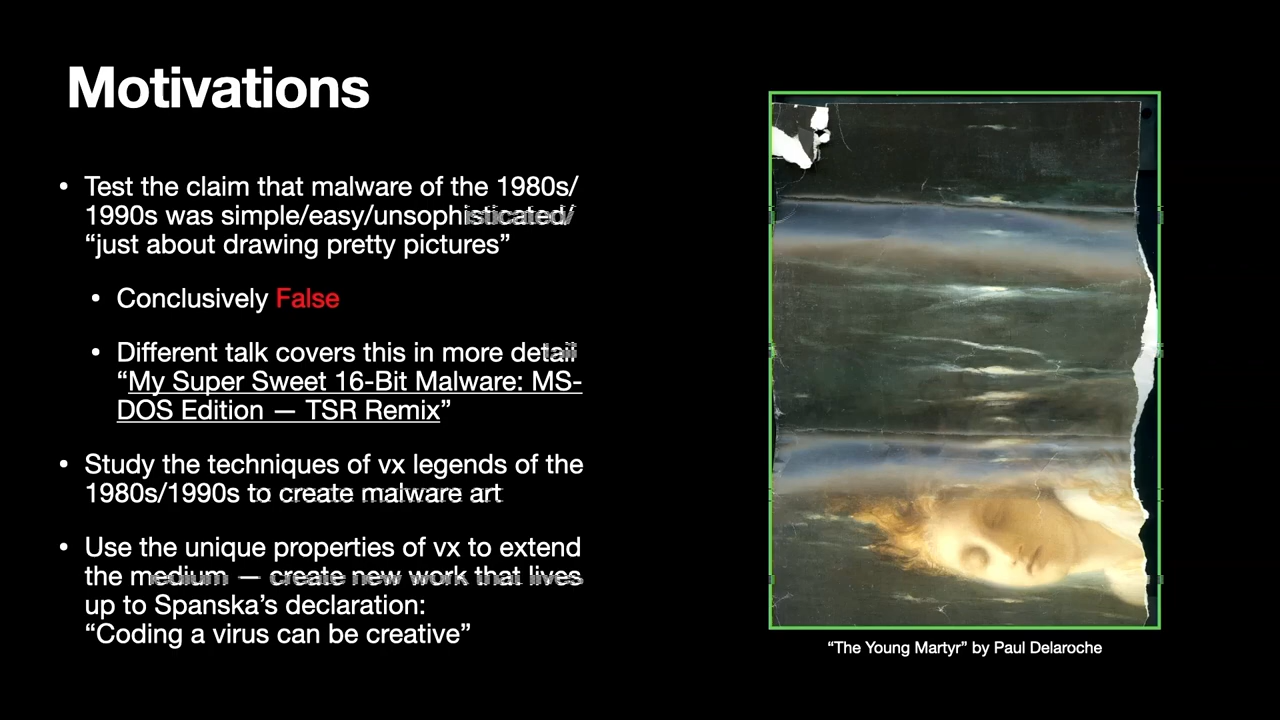 Motivations
• Test the claim that malware of the 1980s/
1990s was simple/easy/unsophisticated/
“just about drawing pretty pictures”
• Conclusively False
• Different talk covers this in more detail
“My Super Sweet 16-Bit Malware: MS-
DOS Edition — TSR Remix”
• Study the techniques of vx legends of the
1980s/1990s to create malware art
• Use the unique properties of vx to extend
the medium — create new work that lives
up to Spanska’s declaration:
“Coding a virus can be creative”
“The Young Martyr” by Paul Delaroche